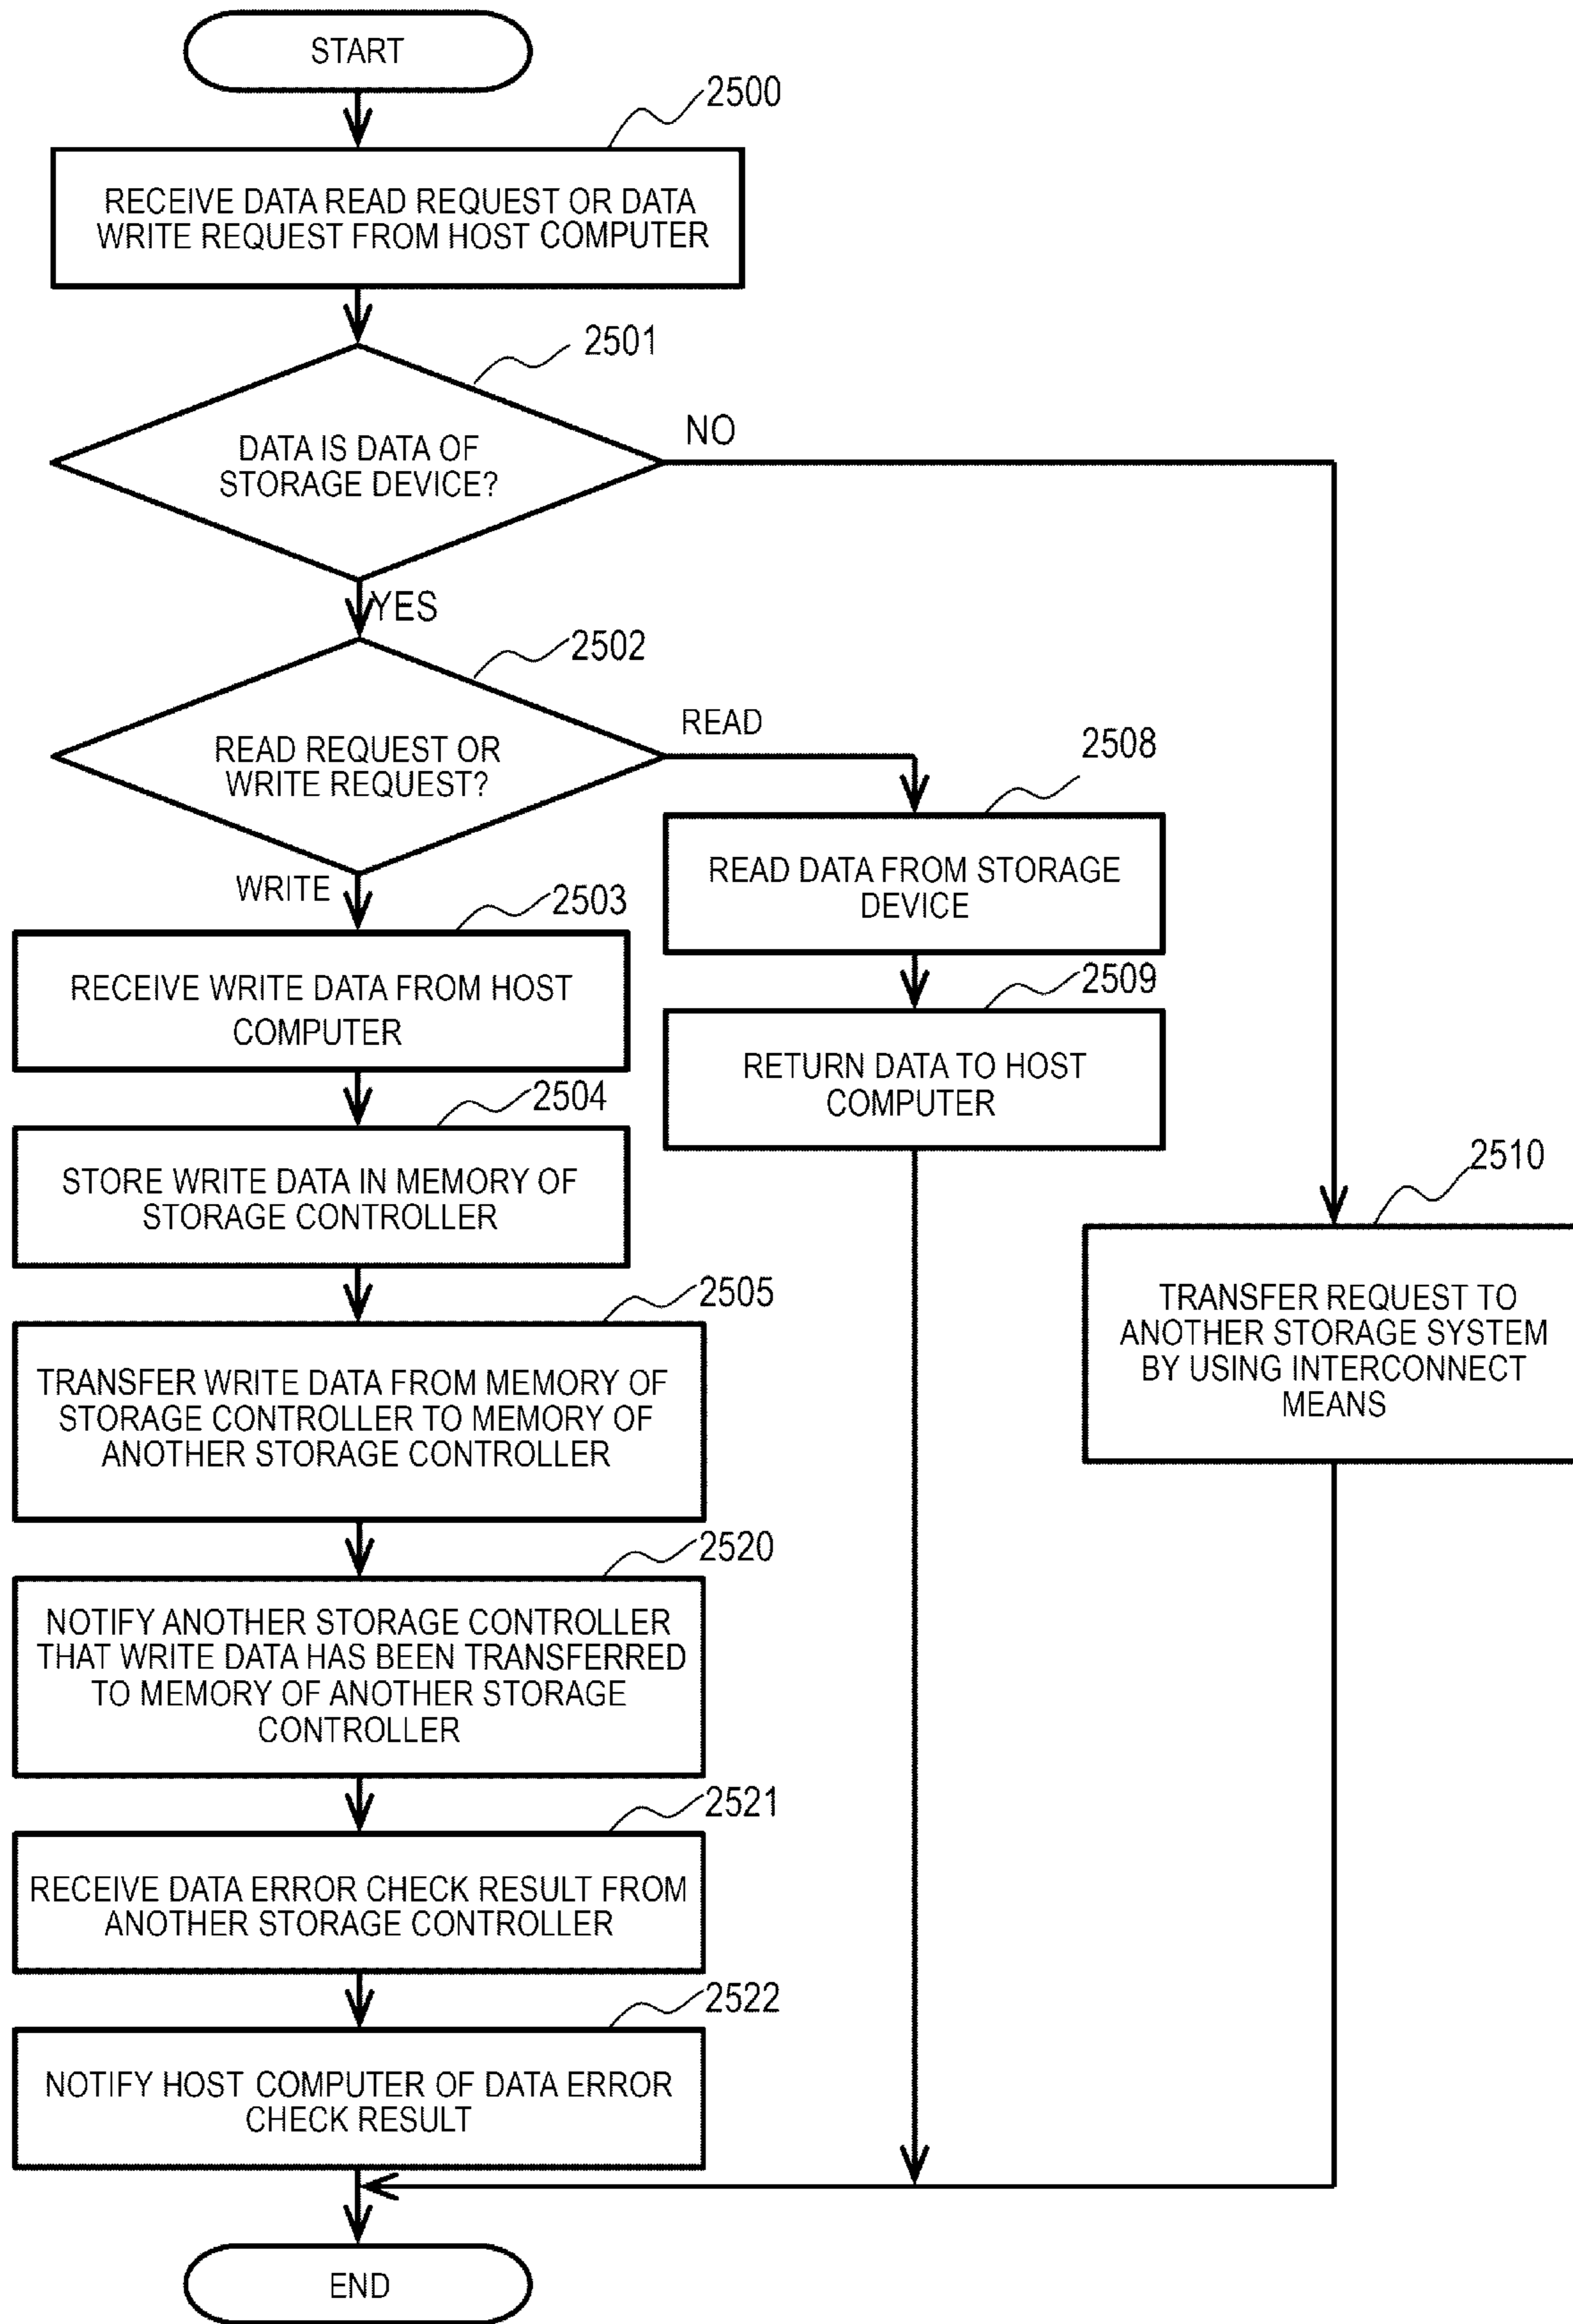 START
2500
RECEIVE DATA READ REQUEST OR DATA
WRITE REQUEST FROM HOST COMPUTER
2501
DATA IS DATA OF
STORAGE DEVICE?
NO
YES
2502
READ REQUEST OR
WRITE REQUEST?
READ
WRITE
2508
READ DATA FROM STORAGE
DEVICE
2503
RECEIVE WRITE DATA FROM HOST
COMPUTER
2509
RETURN DATA TO HOST
COMPUTER
2504
STORE WRITE DATA IN MEMORY OF
STORAGE CONTROLLER
2510
TRANSFER REQUEST TO
ANOTHER STORAGE SYSTEM
BY USING INTERCONNECT
MEANS
2505
TRANSFER WRITE DATA FROM MEMORY OF
STORAGE CONTROLLER TO MEMORY OF
ANOTHER STORAGE CONTROLLER
2520
NOTIFY ANOTHER STORAGE CONTROLLER
THAT WRITE DATA HAS BEEN TRANSFERRED
TO MEMORY OF ANOTHER STORAGE
CONTROLLER
2521
RECEIVE DATA ERROR CHECK RESULT FROM
ANOTHER STORAGE CONTROLLER
2522
NOTIFY HOST COMPUTER OF DATA ERROR
CHECK RESULT
END